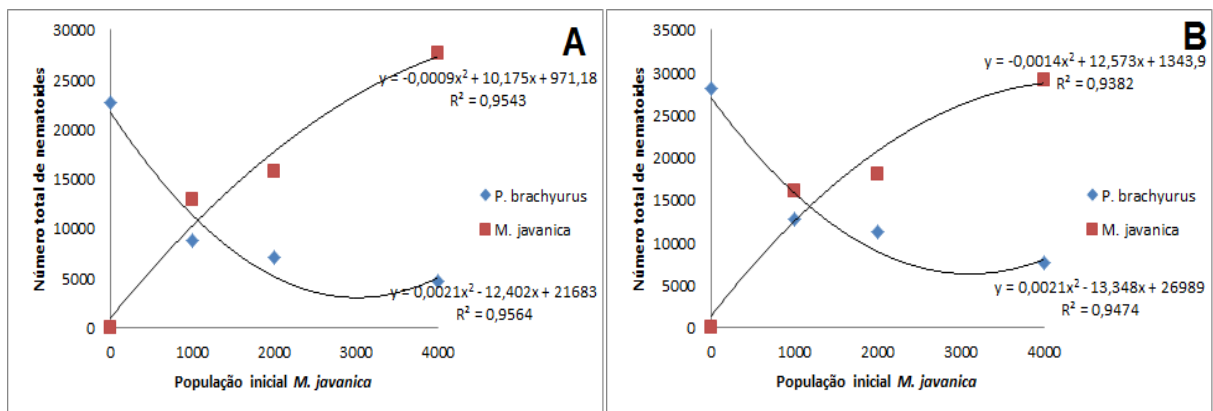 A
30000
25000
20000
15000
10000
5000
0
Número total de nematoides
y = -0,0009x² + 10,175x + 971,18
R² = 0,9543
P. brachyurus
M. javanica
y = 0,0021x² - 12,402x + 21683
R² = 0,9564
0 1000 2000 3000 4000
População inicial M. javanica
B
35000
30000
25000
20000
15000
10000
5000
0
Número total de nematoides
y = -0,0014x² + 12,573x + 1343,9
R² = 0,9382
P. brachyurus
M. javanica
y = 0,0021x² - 13,348x + 26989
R² = 0,9474
0 1000 2000 3000 4000
População inicial M. javanica